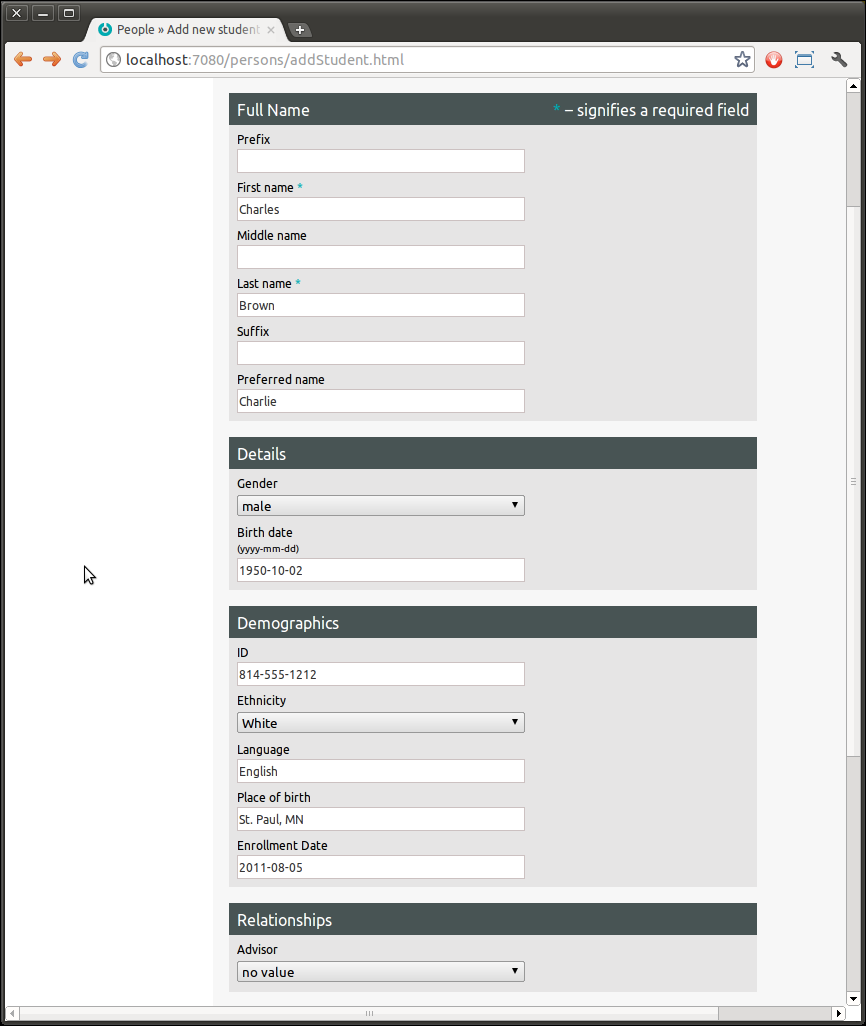 People » Add new student
localhost:7080/persons/addStudent.html
Full Name * – signifies a required field
Prefix
First name *
Charles
Middle name
Last name *
Brown
Suffix
Preferred name
Charlie
Details
Gender
male
Birth date
(yyyy-mm-dd)
1950-10-02
Demographics
ID
814-555-1212
Ethnicity
White
Language
English
Place of birth
St. Paul, MN
Enrollment Date
2011-08-05
Relationships
Advisor
no value